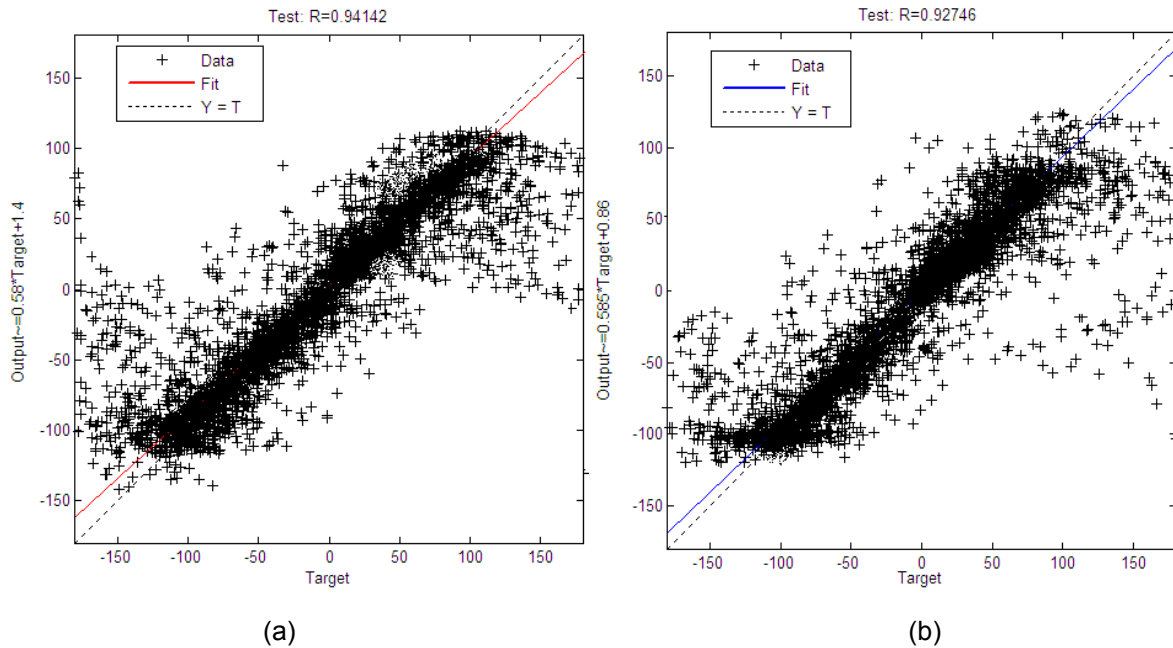 Test: R=0.94142
Data
Fit
Y = T
150
100
50
0
-50
-100
-150
-150
-100
-50
0
50
100
150
Target
Output~=0.58*Target+1.4
(a)
Test: R=0.92746
Data
Fit
Y = T
150
100
50
0
-50
-100
-150
-150
-100
-50
0
50
100
150
Target
Output~=0.585*Target+0.86
(b)